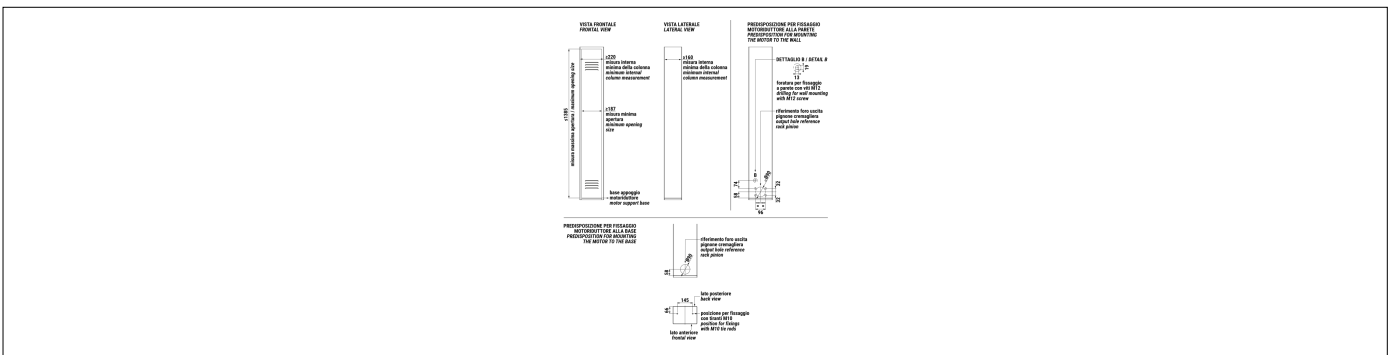 VISTA FRONTALE
FRONTAL VIEW
≥220
misura interna
minima della colonna
minimum internal
column measurement
≥187
misura minima
apertura
minimum opening
size
≤1385
misura massima apertura / maximum opening size
base appoggio
motoriduttore
motor support base
VISTA LATERALE
LATERAL VIEW
≥160
misura interna
minima della colonna
minimum internal
column measurement
PREDISPOSIZIONE PER FISSAGGIO
MOTORIDUTTORE ALLA PARETE
PREDISPOSITION FOR MOUNTING
THE MOTOR TO THE WALL
DETTAGLIO B / DETAIL B
19
13
foratura per fissaggio
a parete con viti M12
drilling for wall mounting
with M12 screw
riferimento foro uscita
pignone cremagliera
output hole reference
rack pinion
B
Ø90
74
58
32
32
96
PREDISPOSIZIONE PER FISSAGGIO
MOTORIDUTTORE ALLA BASE
PREDISPOSITION FOR MOUNTING
THE MOTOR TO THE BASE
riferimento foro uscita
pignone cremagliera
output hole reference
rack pinion
Ø90
58
lato posteriore
back view
145
66
posizione per fissaggio
con tiranti M10
position for fixings
with M10 tie rods
lato anteriore
frontal view